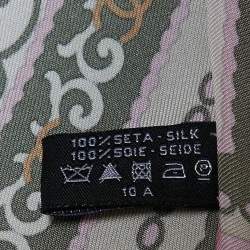 100% SETA - SILK
100% SOIE - SEIDE
10 A